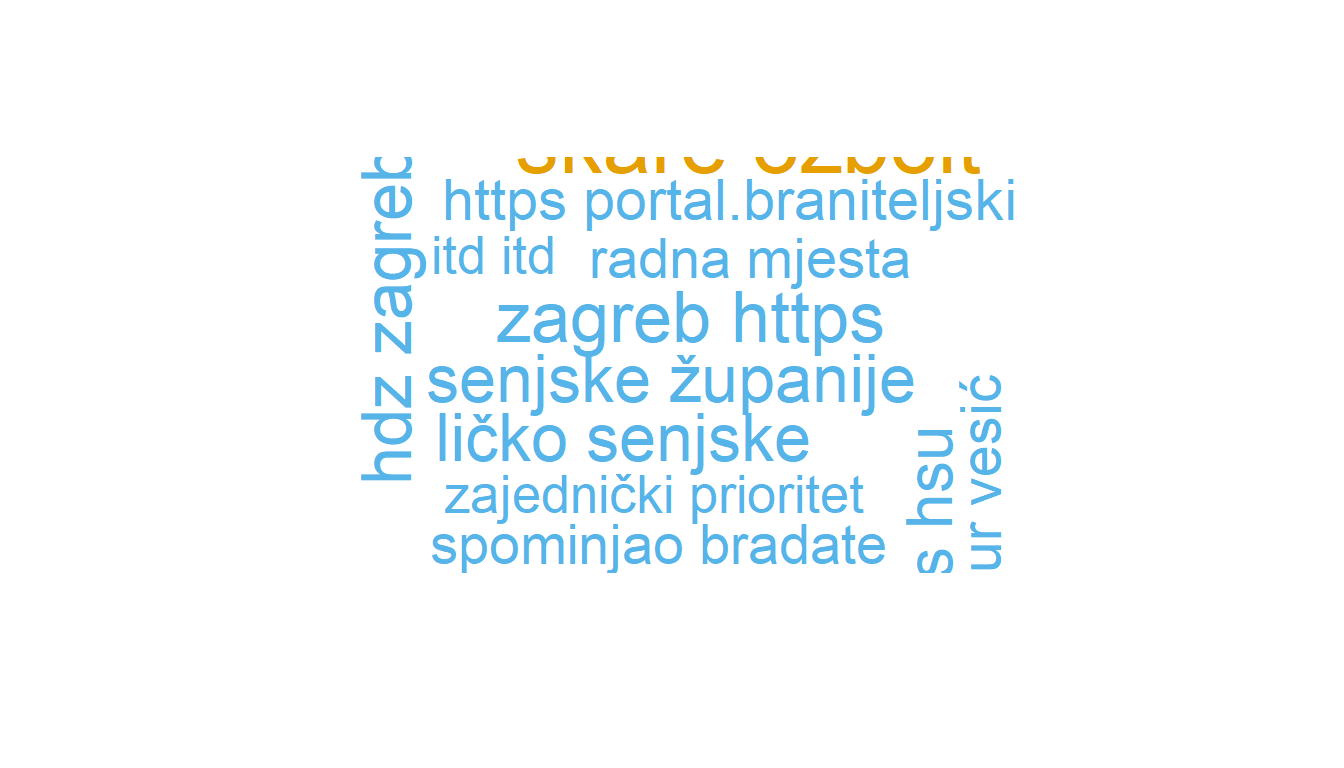 hdz zagreb
https portal.braniteljski
itd itd
radna mjesta
zagreb https
senjske županije
ličko senjske
zajednički prioritet
spominjao bradate
s hsu
ur vesić